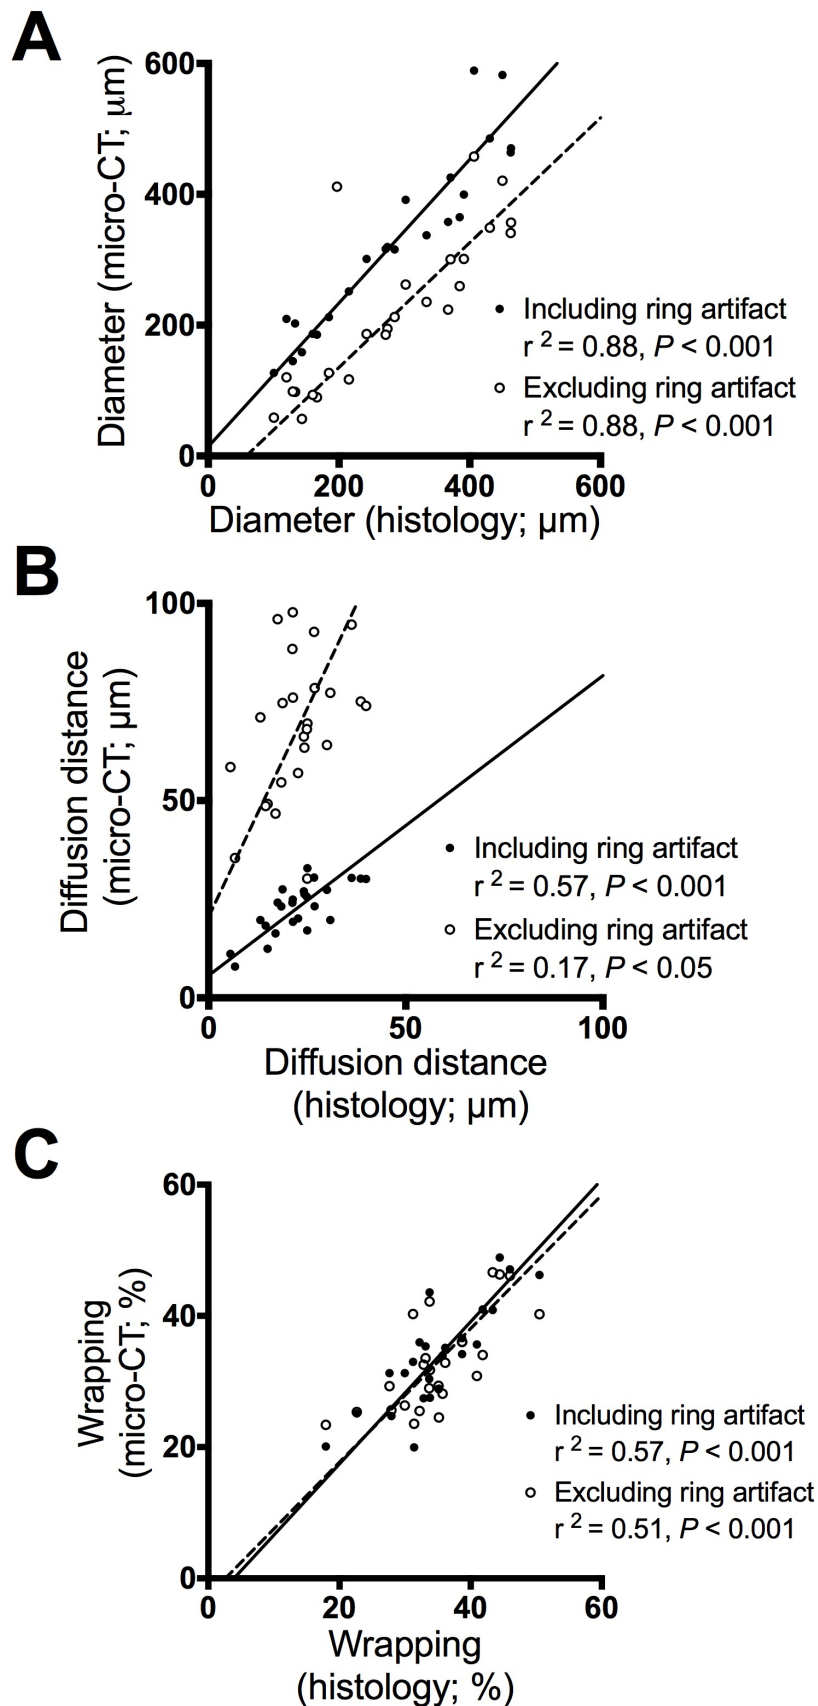 A
Diameter (micro-CT; µm)
600
400
200
0
0 200 400 600
Diameter (histology; µm)
Including ring artifact
r 2 = 0.88, P < 0.001
Excluding ring artifact
r 2 = 0.88, P < 0.001
B
Diffusion distance
(micro-CT; µm)
100
50
0
0 50 100
Diffusion distance
(histology; µm)
Including ring artifact
r 2 = 0.57, P < 0.001
Excluding ring artifact
r 2 = 0.17, P < 0.05
C
Wrapping
(micro-CT; %)
60
40
20
0
0 20 40 60
Wrapping
(histology; %)
Including ring artifact
r 2 = 0.57, P < 0.001
Excluding ring artifact
r 2 = 0.51, P < 0.001